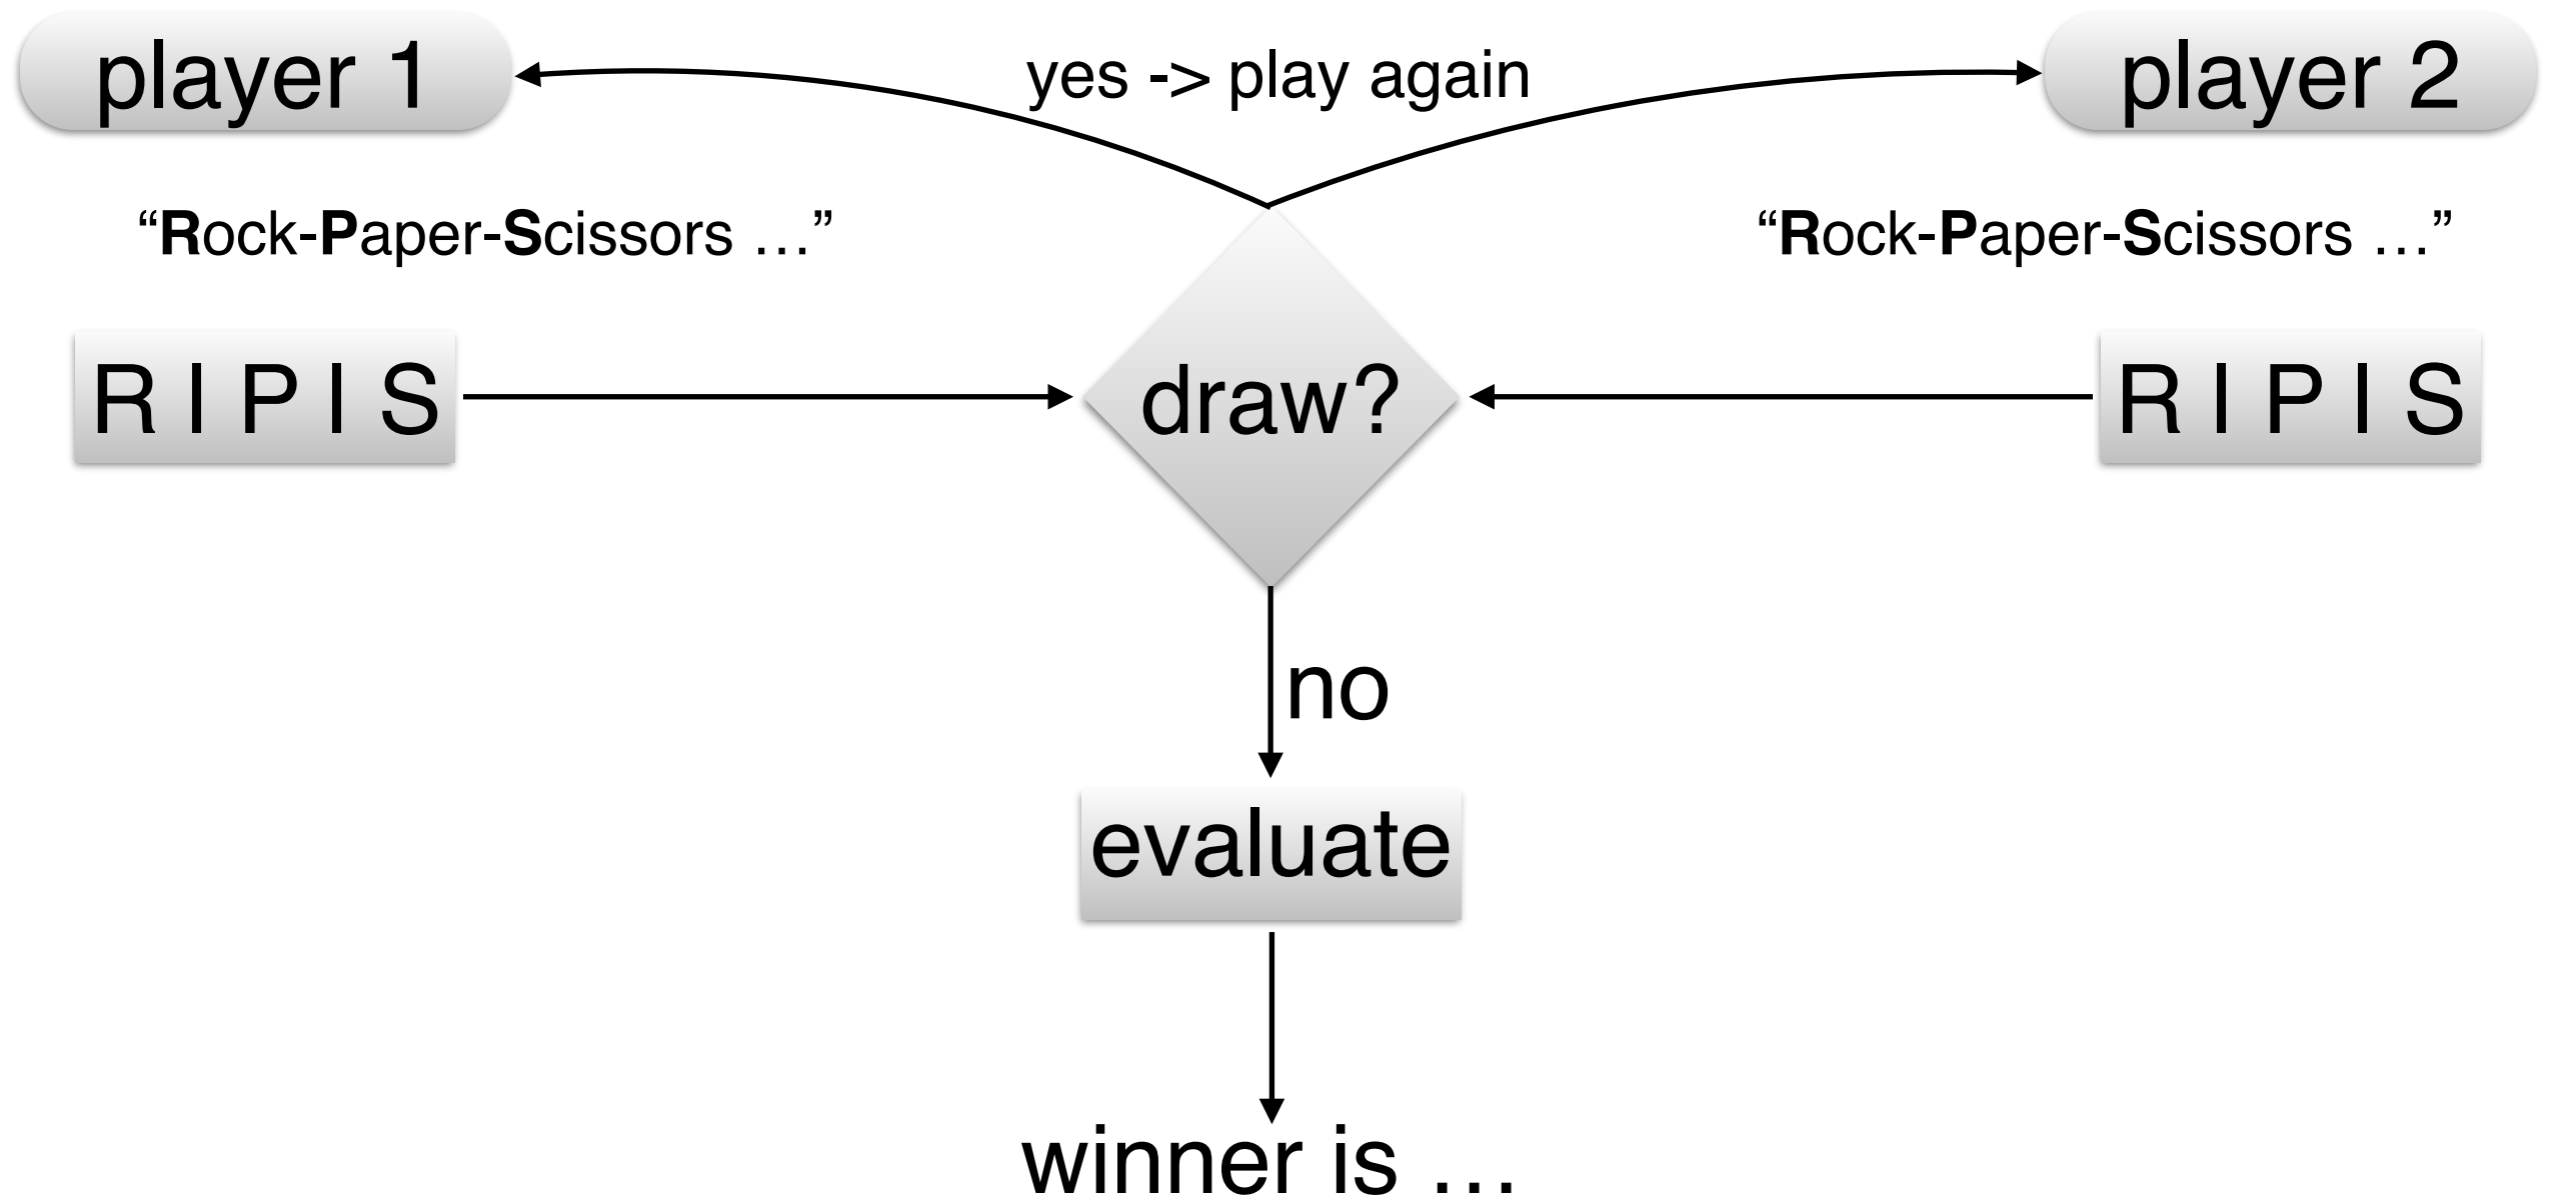 player 1
yes -> play again
player 2
“Rock-Paper-Scissors …”
“Rock-Paper-Scissors …”
R I P I S
draw?
R I P I S
no
evaluate
winner is …